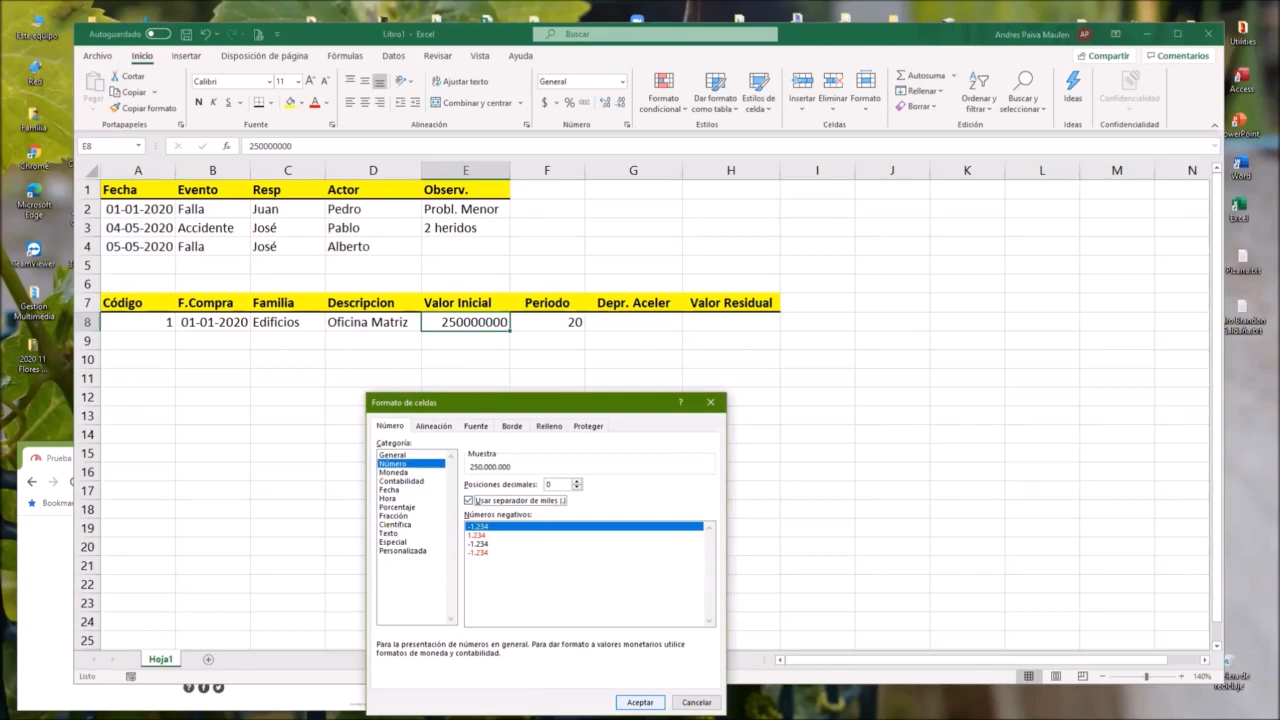 Este equipo
Autoguardado
Libro1 - Excel
Buscar
Andres Paiva Maulen
AP
Archivo Inicio Insertar Disposición de página Fórmulas Datos Revisar Vista Ayuda
Compartir
Comentarios
Utilities
Red
Familia
Chrome
Microsoft
Edge
TeamViewer
Gestion
Multimedia
2020 11
Flores ...
Access
PowerPoint
Word
Excel
Pizarra.txt
Pegar
Cortar
Copiar
Copiar formato
Portapapeles
Calibri
11
N K S
Fuente
Ajustar texto
Combinar y centrar
Alineación
General
$ % 000
Número
Formato
condicional
Dar formato
como tabla
Estilos de
celda
Estilos
Insertar Eliminar Formato
Celdas
Autosuma
Rellenar
Borrar
Ordenar y
filtrar
Buscar y
seleccionar
Edición
Ideas
Ideas
Confidencialidad
Confidencialidad
E8
fx
250000000
A B C D E F G H I J K L M N
1 Fecha Evento Resp Actor Observ.
2 01-01-2020 Falla Juan Pedro Probl. Menor
3 04-05-2020 Accidente José Pablo 2 heridos
4 05-05-2020 Falla José Alberto
5
6
7 Código F.Compra Familia Descripcion Valor Inicial Periodo Depr. Aceler Valor Residual
8 1 01-01-2020 Edificios Oficina Matriz 250000000 20
9
10
11
12
13
14
15
16
17
18
19
20
21
22
23
24
25
Formato de celdas
?
Número Alineación Fuente Borde Relleno Proteger
Categoría:
General
Número
Moneda
Contabilidad
Fecha
Hora
Porcentaje
Fracción
Científica
Texto
Especial
Personalizada
Muestra
250.000.000
Posiciones decimales: 0
Usar separador de miles (.)
Números negativos:
-1.234
1.234
-1.234
-1.234
Para la presentación de números en general. Para dar formato a valores monetarios utilice
formatos de moneda y contabilidad.
Aceptar
Cancelar
Prueba
Bookmar
Hoja1
Listo
140%